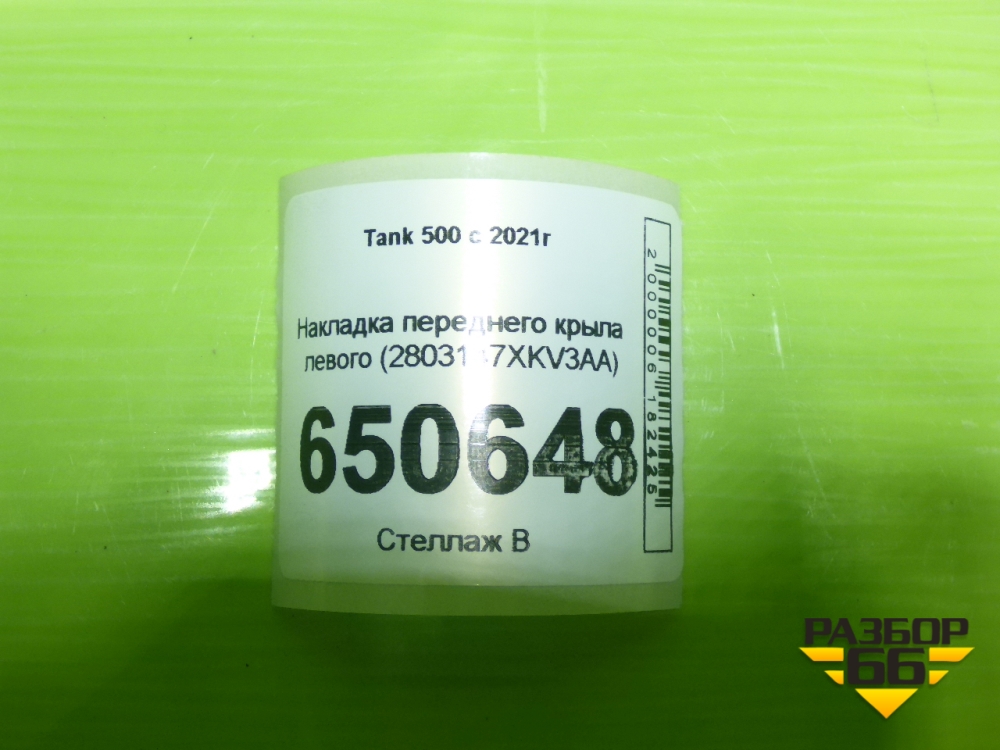 Tank 500 с 2021г
Накладка переднего крыла
левого
650648
Стеллаж В
2000006182425
РАЗБОР
66